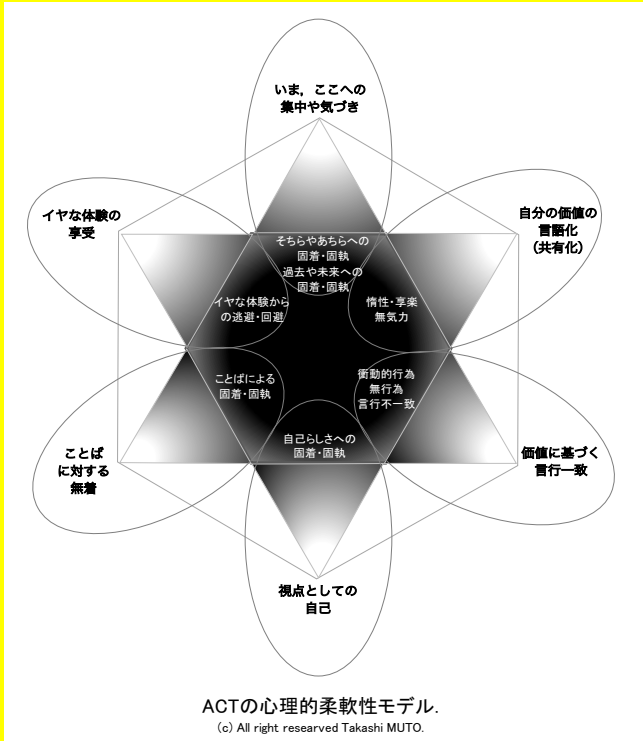 いま，ここへの
集中や気づき
イヤな体験の
享受
自分の価値の
言語化
（共有化）
そちらやあちらへの
固着・固執
過去や未来への
固着・固執
イヤな体験から
の逃避・回避
惰性・享楽
無気力
ことばによる
固着・固執
衝動的行為
無行為
言行不一致
自己らしさへの
固着・固執
ことば
に対する
無着
価値に基づく
言行一致
視点としての
自己
ACTの心理的柔軟性モデル.
(c) All right researved Takashi MUTO.